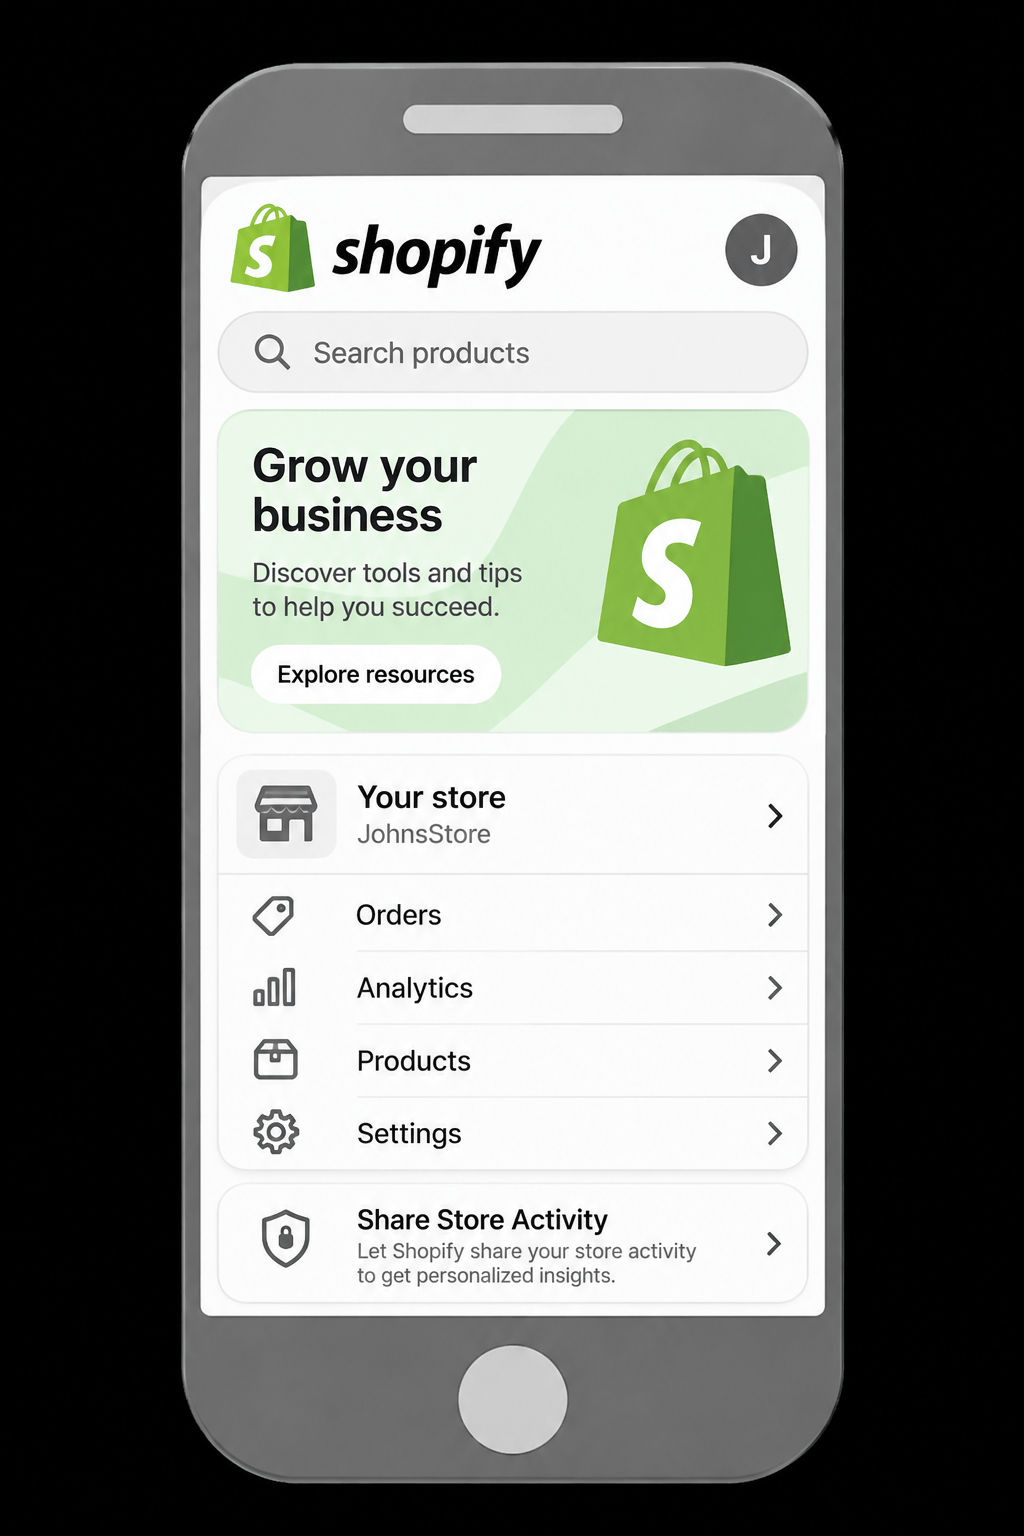 S shopify
J
Search products
Grow your
business
Discover tools and tips
to help you succeed.
S
Explore resources
Your store
JohnsStore
Orders
Analytics
Products
Settings
Share Store Activity
Let Shopify share your store activity
to get personalized insights.